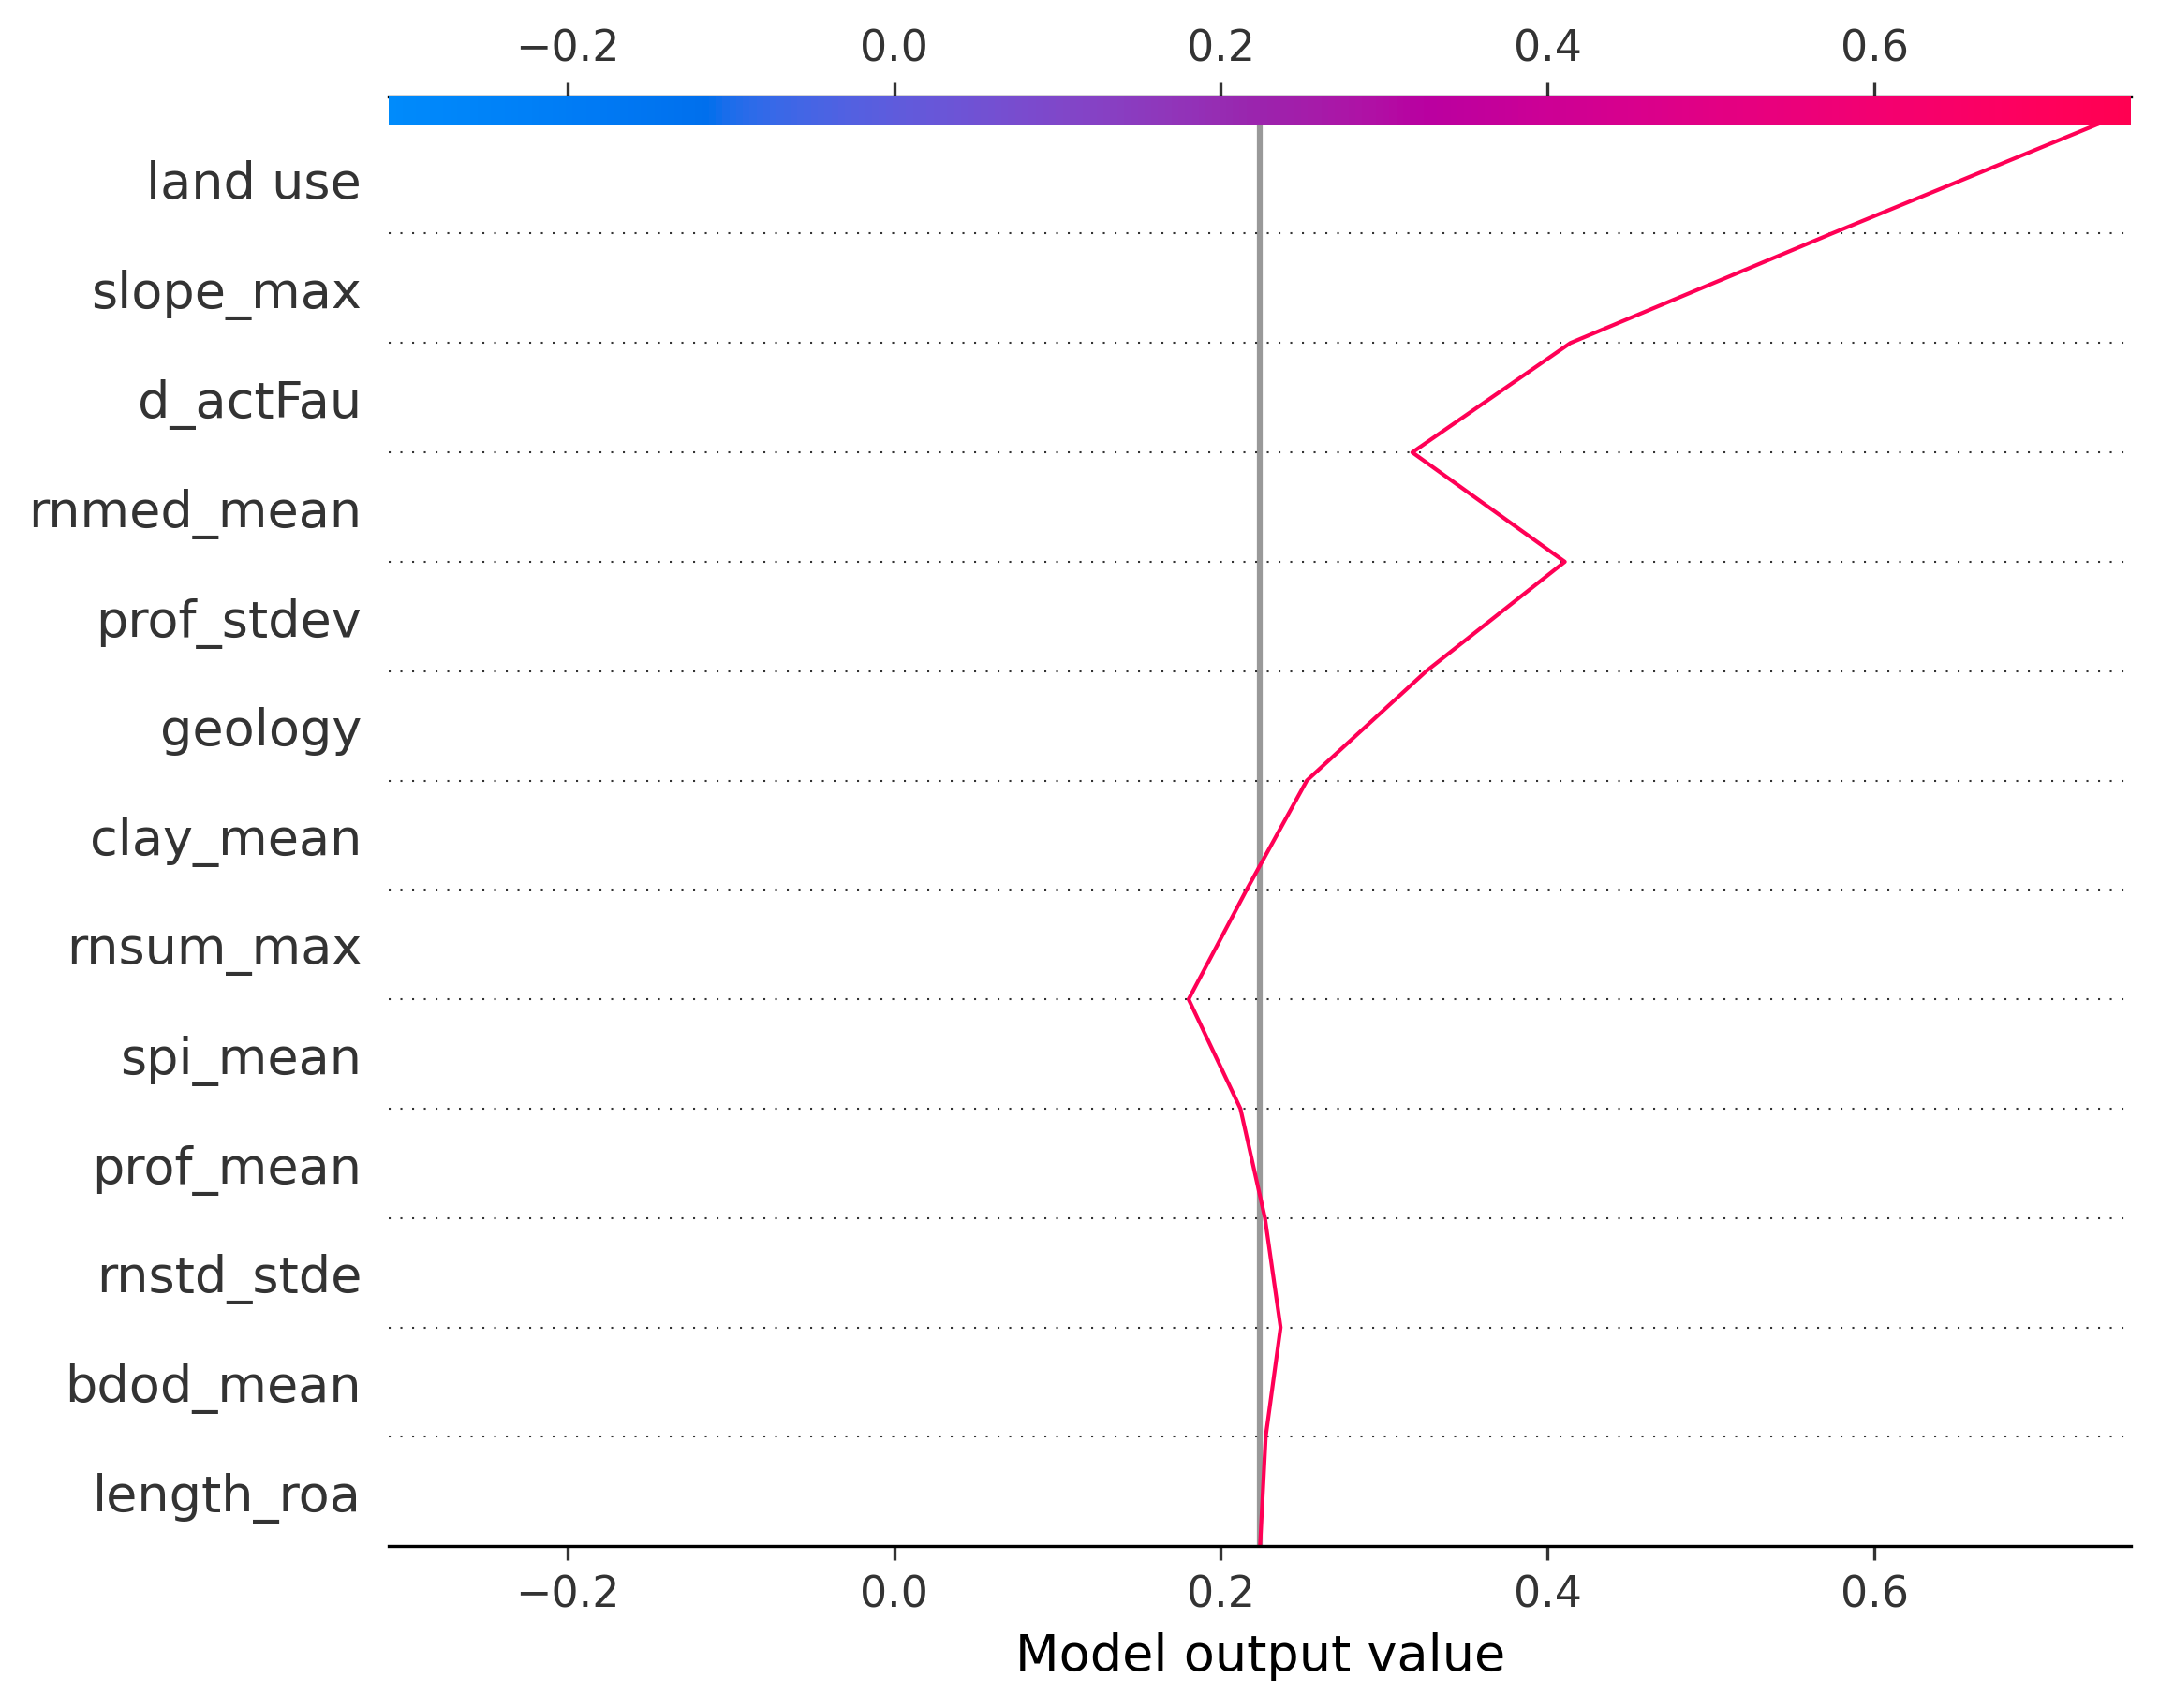 −0.2 0.0 0.2 0.4 0.6
land use
slope_max
d_actFau
rnmed_mean
prof_stdev
geology
clay_mean
rnsum_max
spi_mean
prof_mean
rnstd_stde
bdod_mean
length_roa
−0.2 0.0 0.2 0.4 0.6
Model output value